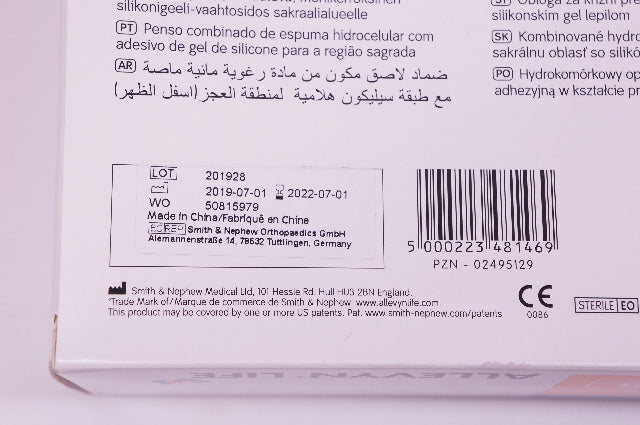 silikonigeeli-vaahtosidos sakraalialueelle
PT Penso combinado de espuma hidrocelular com
adesivo de gel de silicone para a região sagrada
AR ضماد لاصق مكون من مادة رغوية مائية ماصة
مع طبقة سيليكون هلامية لمنطقة العجز (اسفل الظهر)
silikonskim gel lepilom
SK Kombinované hydro
sakrálnu oblasť so silikó
PO Hydrokomórkowy op
adhezyjną w kształcie pr
LOT 201928
2019-07-01 2022-07-01
WO 50815979
Made in China/Fabriqué en Chine
EC REP Smith & Nephew Orthopaedics GmbH
Alemannenstraße 14, 78532 Tuttlingen, Germany
5 000223 481469
PZN - 02495129
Smith & Nephew Medical Ltd, 101 Hessle Rd. Hull HU3 2BN England.
*Trade Mark of/Marque de commerce de Smith & Nephew www.allevynlife.com
This product may be covered by one or more US patents. Pat. www.smith-nephew.com/patents
CE
0086
STERILE EO
ALLEVYN LIFE